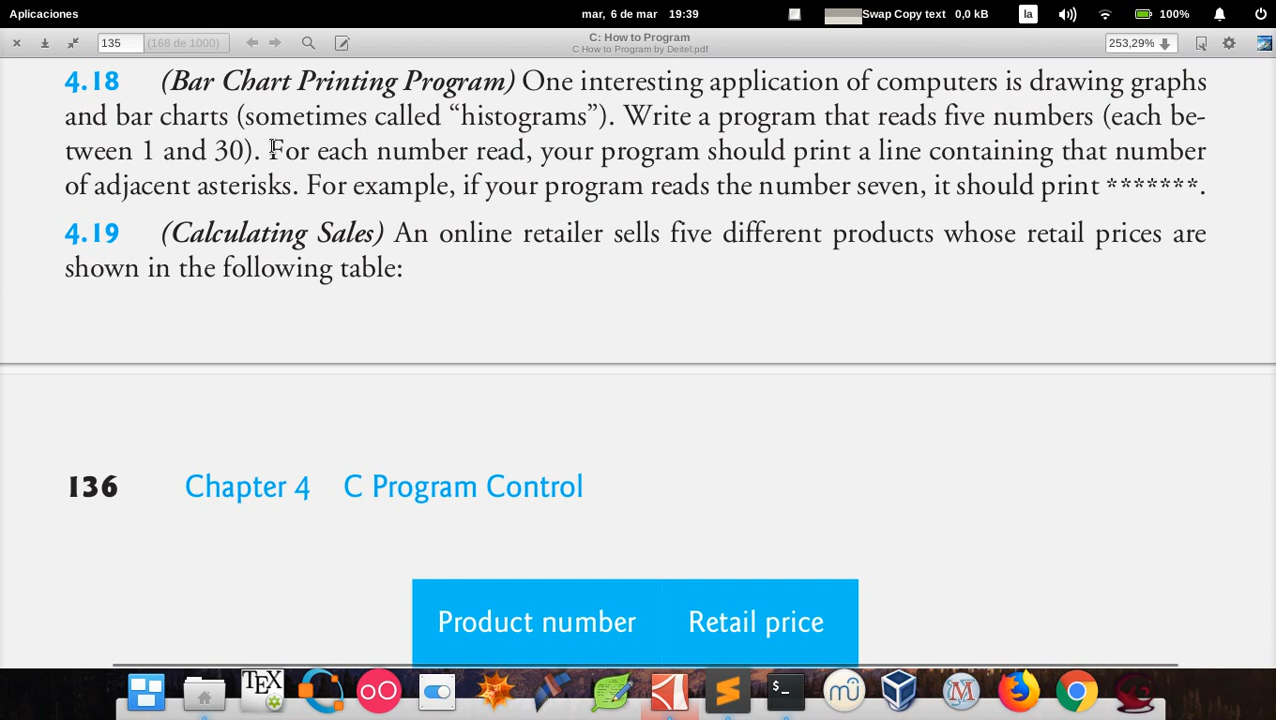 Aplicaciones
mar, 6 de mar 19:39
Swap Copy text 0,0 kB
la
100%
135 (168 de 1000)
C: How to Program
C How to Program by Deitel.pdf
253,29%
4.18 (Bar Chart Printing Program) One interesting application of computers is drawing graphs
and bar charts (sometimes called “histograms”). Write a program that reads five numbers (each be-
tween 1 and 30). For each number read, your program should print a line containing that number
of adjacent asterisks. For example, if your program reads the number seven, it should print *******.
4.19 (Calculating Sales) An online retailer sells five different products whose retail prices are
shown in the following table:
136 Chapter 4 C Program Control
Product number Retail price
TEX
>_
mü
M